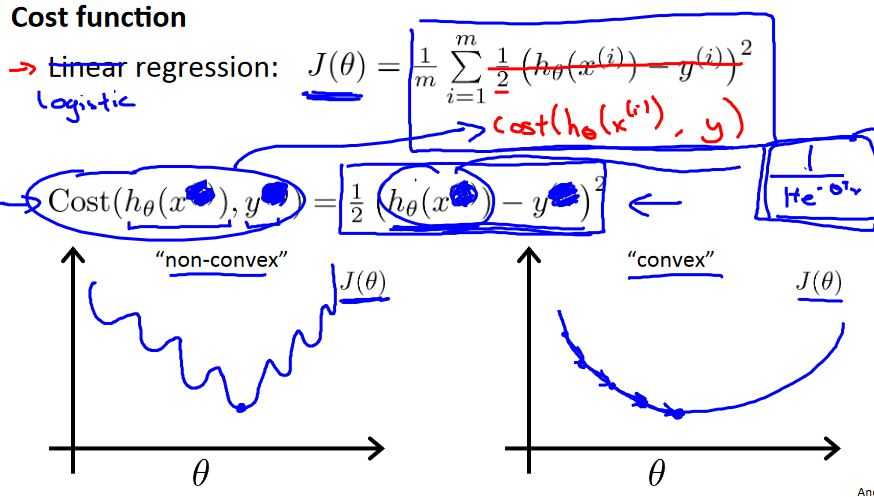 Cost function
→ Linear regression: J(θ) = 1/m ∑_{i=1}^{m} 1/2 (h_θ(x^{(i)}) − y^{(i)})^2
Logistic
→ Cost(h_θ(x^{(i)}), y)
Cost(h_θ(x), y) = 1/2 (h_θ(x) − y)^2 ←
1/(1+e^{-θ^T x})
"non-convex" "convex"
J(θ) J(θ)
θ θ